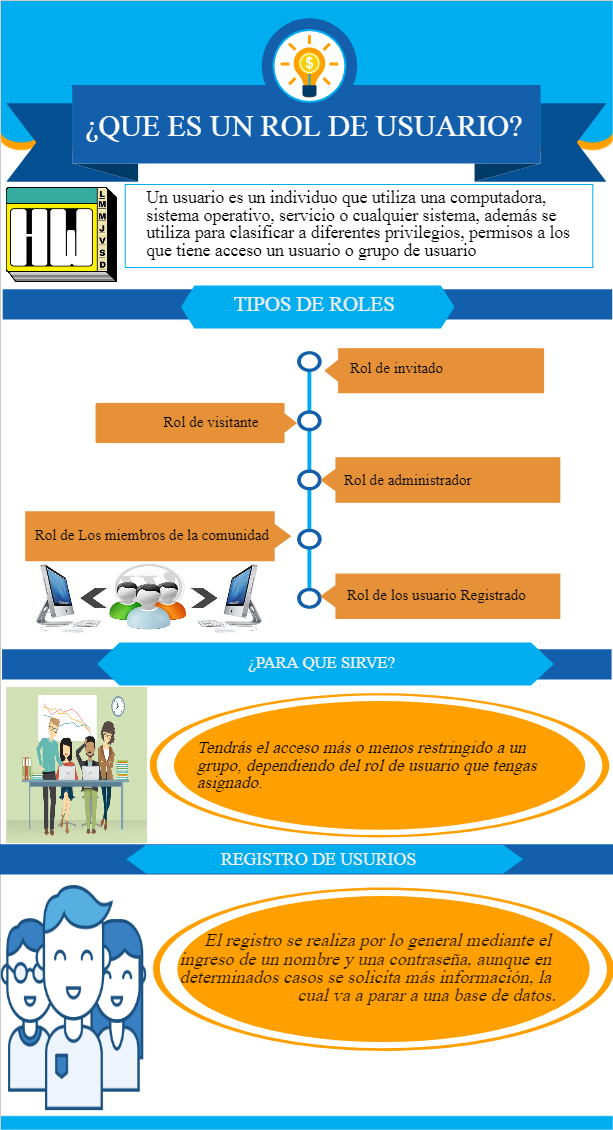 ¿QUE ES UN ROL DE USUARIO?
L
M
M
J
V
S
D
Un usuario es un individuo que utiliza una computadora,
sistema operativo, servicio o cualquier sistema, además se
utiliza para clasificar a diferentes privilegios, permisos a los
que tiene acceso un usuario o grupo de usuario
TIPOS DE ROLES
Rol de invitado
Rol de visitante
Rol de administrador
Rol de Los miembros de la comunidad
Rol de los usuario Registrado
¿PARA QUE SIRVE?
Tendrás el acceso más o menos restringido a un
grupo, dependiendo del rol de usuario que tengas
asignado.
REGISTRO DE USURIOS
El registro se realiza por lo general mediante el
ingreso de un nombre y una contraseña, aunque en
determinados casos se solicita más información, la
cual va a parar a una base de datos.